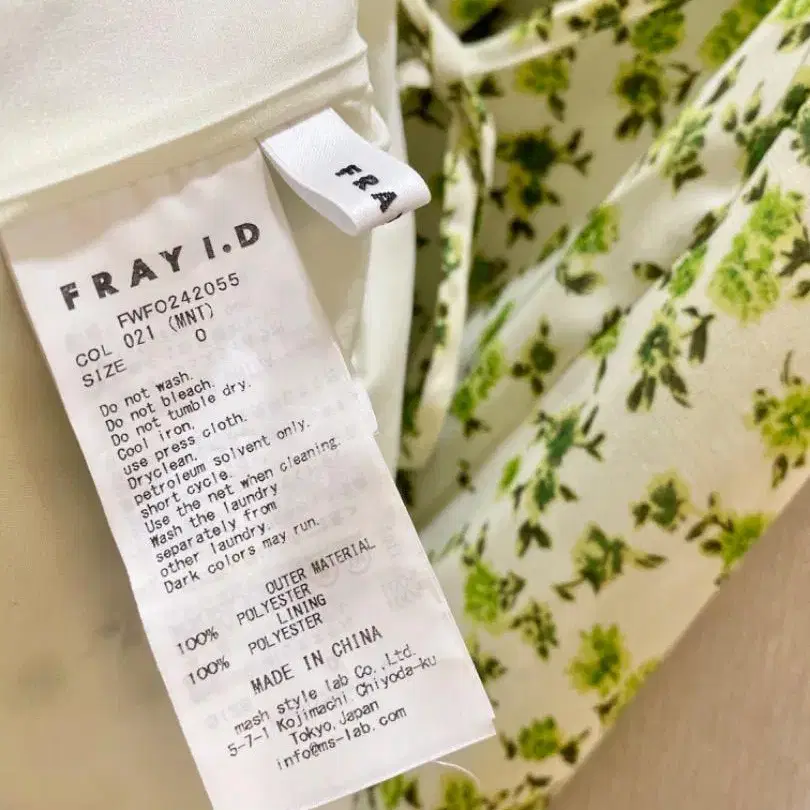 FRA
FRAY I.D
FWFO242055
COL 021 (MNT)
SIZE 0
Do not wash.
Do not bleach.
Do not tumble dry.
Cool iron,
use press cloth.
Dryclean,
petroleum solvent only.
short cycle.
Use the net when cleaning.
Wash the laundry
separately from
other laundry.
Dark colors may run.
OUTER MATERIAL
100% POLYESTER
LINING
100% POLYESTER
MADE IN CHINA
mash style lab Co.,Ltd.
5-7-1 Kojimachi,Chiyoda-ku
Tokyo,Japan
info@ms-lab.com